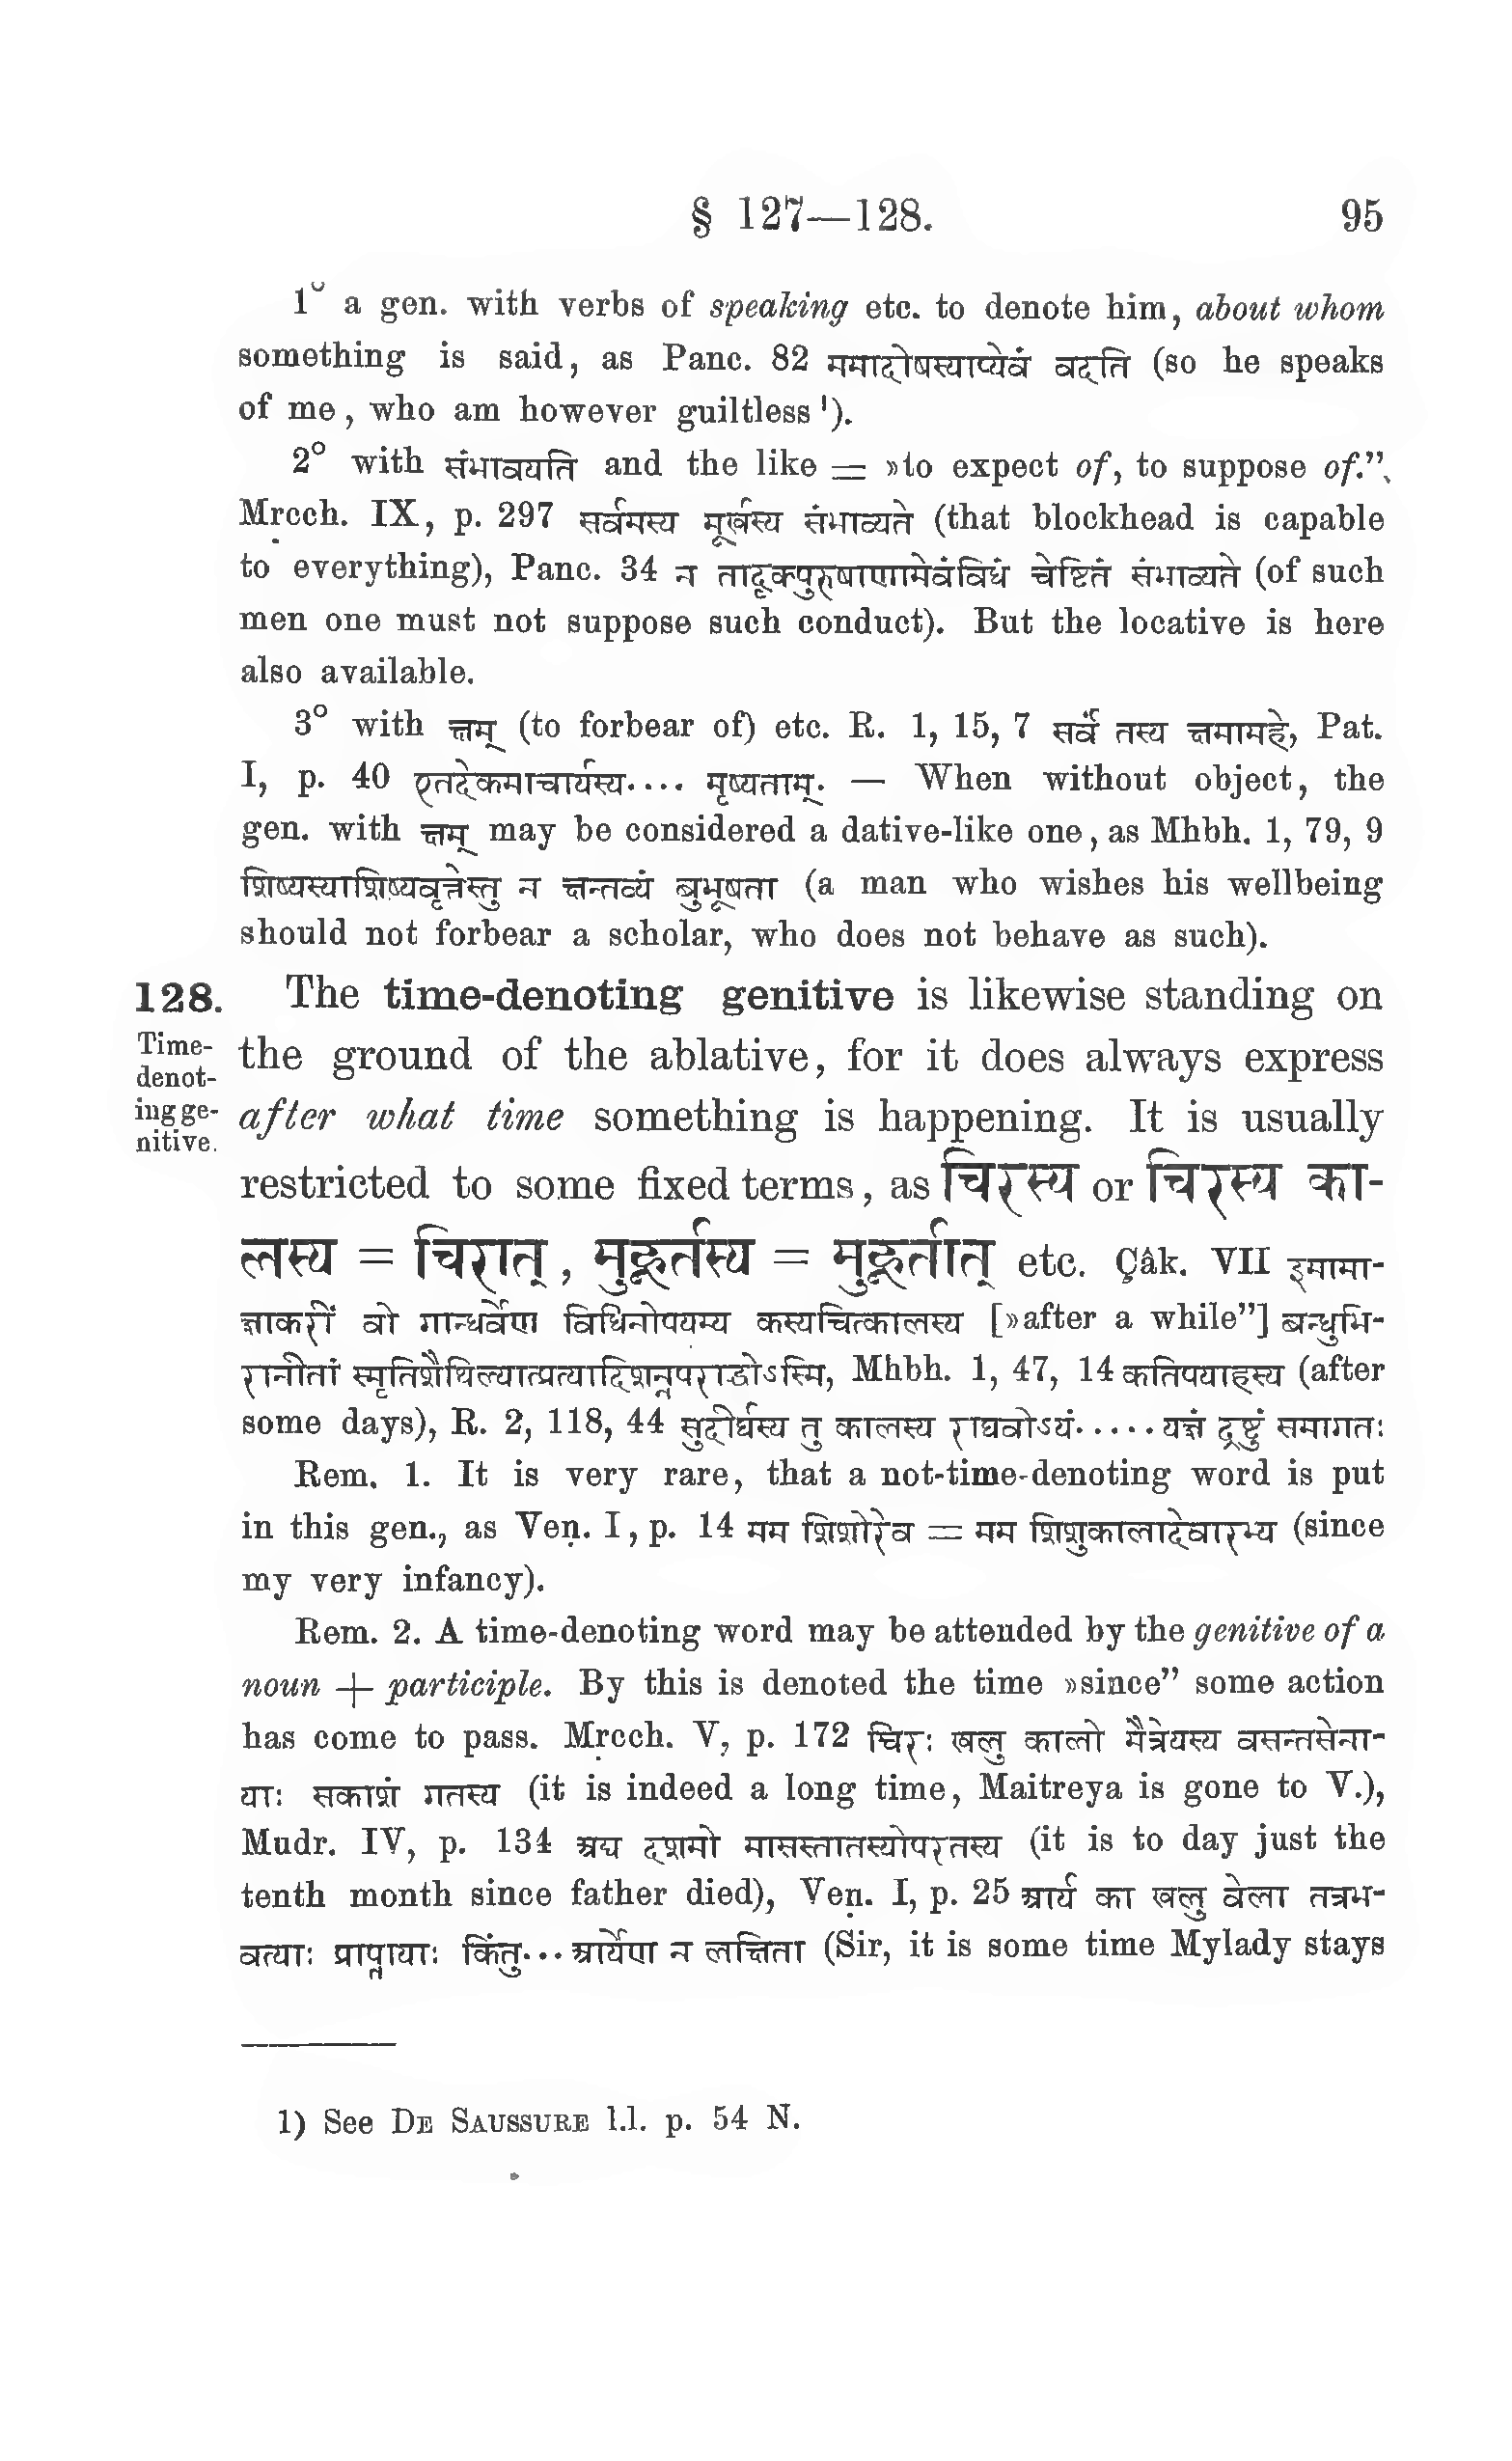 § 127—128. 95
1° a gen. with verbs of speaking etc. to denote him, about whom
something is said, as Panc. 82 ममादोषस्याप्येवं वदति (so he speaks
of me, who am however guiltless ¹).
2° with संभावयति and the like = »to expect of, to suppose of.”
Mṛcch. IX, p. 297 सर्वमस्य मूर्खस्य संभाव्यते (that blockhead is capable
to everything), Panc. 34 न तादृक्पुरुषाणामेवंविधं चेष्टितं संभाव्यते (of such
men one must not suppose such conduct). But the locative is here
also available.
3° with क्षम् (to forbear of) etc. R. 1, 15, 7 सर्वं तस्य क्षमामहे, Pat.
I, p. 40 एतदेकमाचार्यस्य.... मृष्यताम्. — When without object, the
gen. with क्षम् may be considered a dative-like one, as Mhbh. 1, 79, 9
शिष्यस्याशिष्यवृत्तेस्तु न क्षन्तव्यं बुभूषता (a man who wishes his wellbeing
should not forbear a scholar, who does not behave as such).
128. The time-denoting genitive is likewise standing on
Time-
denot-
ing ge-
nitive.
the ground of the ablative, for it does always express
after what time something is happening. It is usually
restricted to some fixed terms, as चिरस्य or चिरस्य का-
लस्य = चिरात्, मुहूर्तस्य = मुहूर्तात् etc. Çâk. VII इमामा-
ज्ञाकरीं वो गान्धर्वेण विधिनोपयम्य कस्यचित्कालस्य [»after a while”] बन्धुभि-
रानीतां स्मृतिशैथिल्यात्प्रत्यादिशन्नपराद्धोऽस्मि, Mhbh. 1, 47, 14 कतिपयाहस्य (after
some days), R. 2, 118, 44 सुदीर्घस्य तु कालस्य राघवोऽयं..... यज्ञं द्रष्टुं समागतः
Rem. 1. It is very rare, that a not-time-denoting word is put
in this gen., as Veṇ. I, p. 14 मम शिशोरेव = मम शिशुकालादेवारभ्य (since
my very infancy).
Rem. 2. A time-denoting word may be attended by the genitive of a
noun + participle. By this is denoted the time »since” some action
has come to pass. Mṛcch. V, p. 172 चिरः खलु कालो मैत्रेयस्य वसन्तसेना-
याः सकाशं गतस्य (it is indeed a long time, Maitreya is gone to V.),
Mudr. IV, p. 134 अद्य दशमो मासस्तातस्योपरतस्य (it is to day just the
tenth month since father died), Veṇ. I, p. 25 आर्य का खलु वेला तत्रभ-
वत्याः प्राप्तायाः किंतु... आर्येण न लक्षिता (Sir, it is some time Mylady stays
1) See De Saussure l.l. p. 54 N.